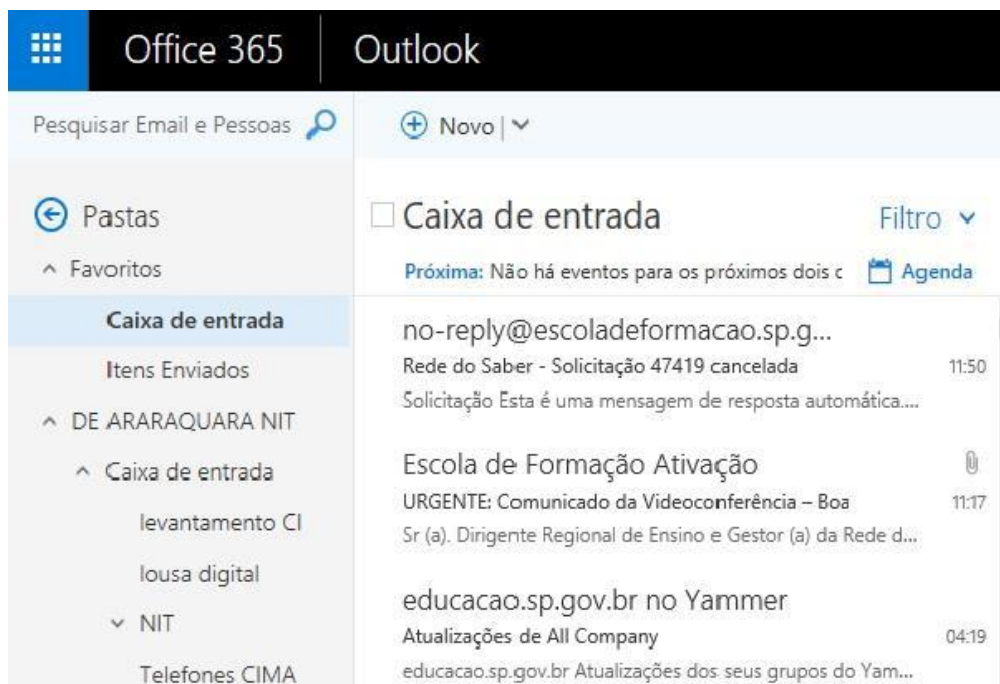 Office 365 Outlook
Pesquisar Email e Pessoas
Novo
Pastas
Favoritos
Caixa de entrada
Itens Enviados
DE ARARAQUARA NIT
Caixa de entrada
levantamento CI
lousa digital
NIT
Telefones CIMA
Caixa de entrada Filtro
Próxima: Não há eventos para os próximos dois Agenda
no-reply@escoladeformacao.sp.g...
Rede do Saber - Solicitação 47419 cancelada 11:50
Solicitação Esta é uma mensagem de resposta automática....
Escola de Formação Ativação
URGENTE: Comunicado da Videoconferência – Boa 11:17
Sr (a). Dirigente Regional de Ensino e Gestor (a) da Rede d...
educacao.sp.gov.br no Yammer
Atualizações de All Company 04:19
educacao.sp.gov.br Atualizações dos seus grupos do Yam...